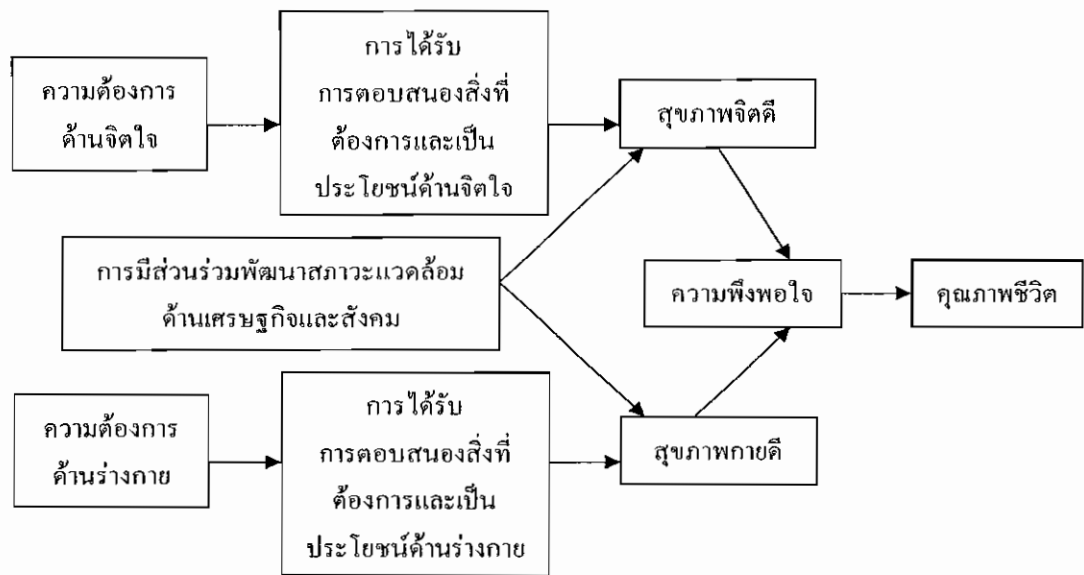 ความต้องการ
ด้านจิตใจ
การได้รับ
การตอบสนองสิ่งที่
ต้องการและเป็น
ประโยชน์ด้านจิตใจ
สุขภาพจิตดี
การมีส่วนร่วมพัฒนาสภาวะแวดล้อม
ด้านเศรษฐกิจและสังคม
ความพึงพอใจ
คุณภาพชีวิต
ความต้องการ
ด้านร่างกาย
การได้รับ
การตอบสนองสิ่งที่
ต้องการและเป็น
ประโยชน์ด้านร่างกาย
สุขภาพกายดี